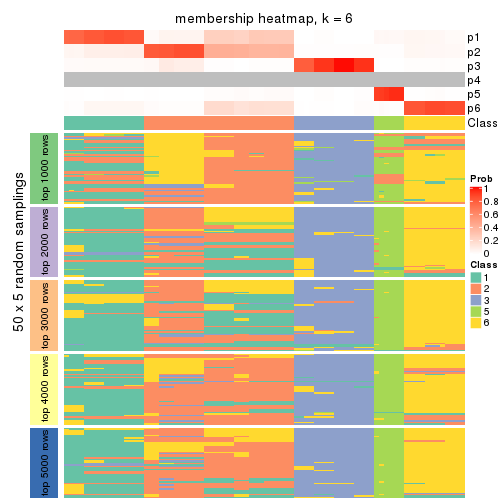 membership heatmap, k = 6
p1
p2
p3
p4
p5
p6
Class
50 x 5 random samplings
top 1000 rows
top 2000 rows
top 3000 rows
top 4000 rows
top 5000 rows
Prob
1
0.8
0.6
0.4
0.2
0
Class
1
2
3
5
6